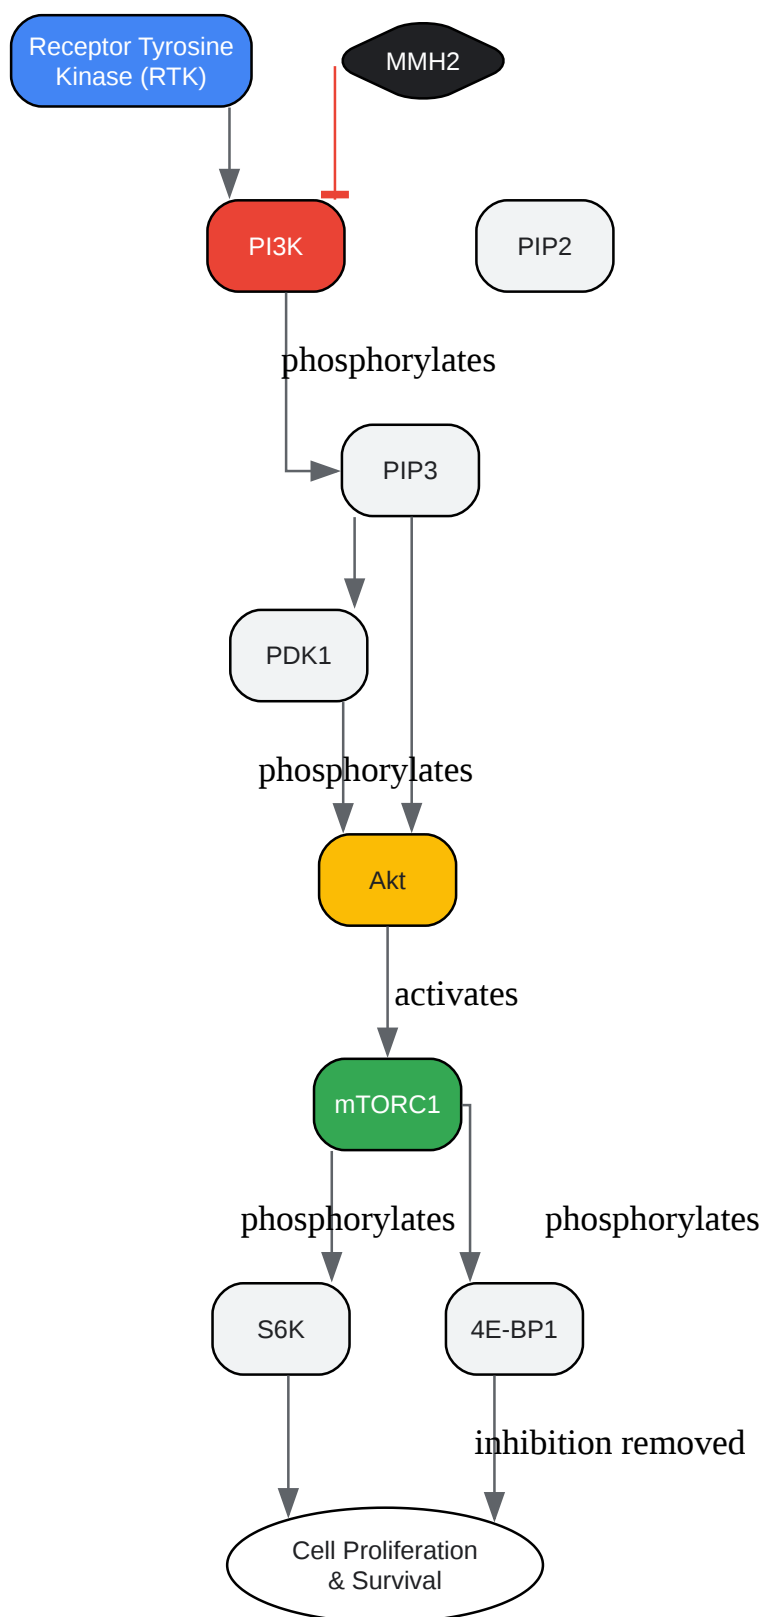 Receptor Tyrosine
Kinase (RTK)
MMH2
PI3K
PIP2
phosphorylates
PIP3
PDK1
phosphorylates
Akt
activates
mTORC1
phosphorylates
phosphorylates
S6K
4E-BP1
inhibition removed
Cell Proliferation
& Survival